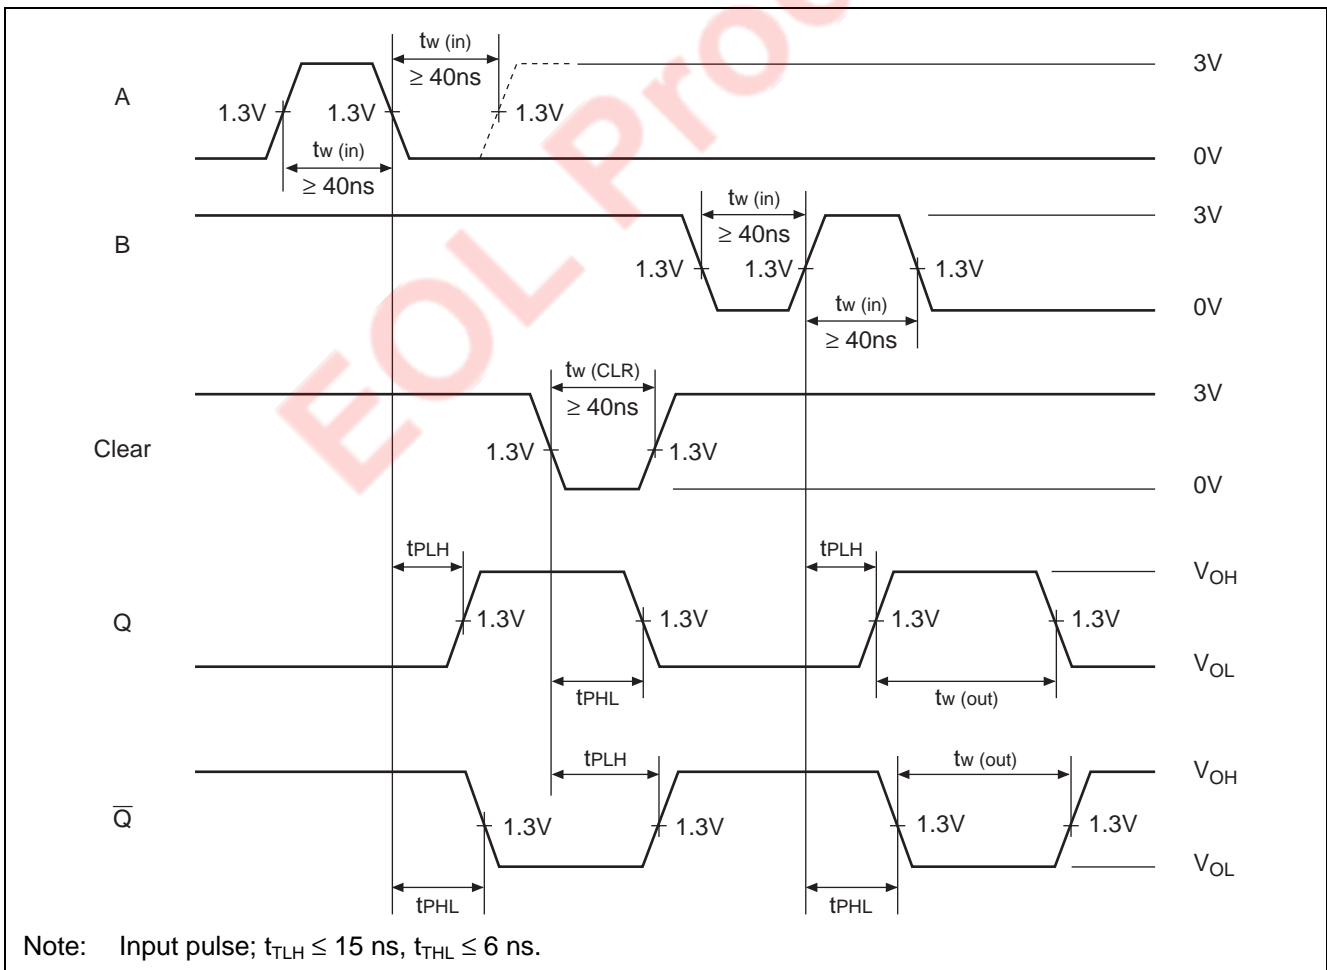 tw (in)
≥ 40ns
3V
A
1.3V
1.3V
1.3V
tw (in)
≥ 40ns
0V
3V
tw (in)
≥ 40ns
B
1.3V
1.3V
1.3V
tw (in)
≥ 40ns
0V
tw (CLR)
≥ 40ns
3V
Clear
1.3V
1.3V
0V
tPLH
tPLH
VOH
Q
1.3V
1.3V
1.3V
1.3V
VOL
tPHL
tw (out)
tPLH
tw (out)
VOH
Q̅
1.3V
1.3V
1.3V
1.3V
VOL
tPHL
tPHL
Note: Input pulse; tTLH ≤ 15 ns, tTHL ≤ 6 ns.
EOL Pro